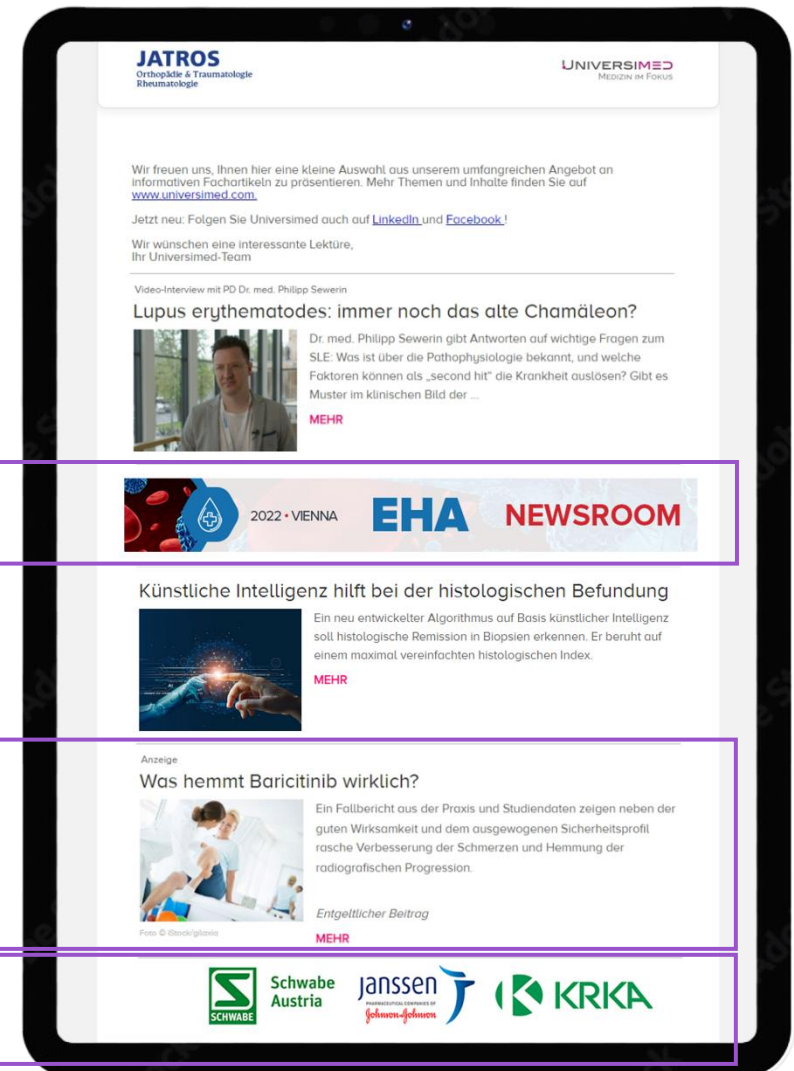 JATROS
Orthopädie & Traumatologie
Rheumatologie
UNIVERSIMED
MEDIZIN IM FOKUS
Wir freuen uns, Ihnen hier eine kleine Auswahl aus unserem umfangreichen Angebot an
informativen Fachartikeln zu präsentieren. Mehr Themen und Inhalte finden Sie auf
www.universimed.com.
Jetzt neu: Folgen Sie Universimed auch auf LinkedIn und Facebook !
Wir wünschen eine interessante Lektüre,
Ihr Universimed-Team
Video-Interview mit PD Dr. med. Philipp Sewerin
Lupus erythematodes: immer noch das alte Chamäleon?
Dr. med. Philipp Sewerin gibt Antworten auf wichtige Fragen zum
SLE: Was ist über die Pathophysiologie bekannt, und welche
Faktoren können als „second hit" die Krankheit auslösen? Gibt es
Muster im klinischen Bild der ...
MEHR
2022 • VIENNA EHA NEWSROOM
Künstliche Intelligenz hilft bei der histologischen Befundung
Ein neu entwickelter Algorithmus auf Basis künstlicher Intelligenz
soll histologische Remission in Biopsien erkennen. Er beruht auf
einem maximal vereinfachten histologischen Index.
MEHR
Anzeige
Was hemmt Baricitinib wirklich?
Ein Fallbericht aus der Praxis und Studiendaten zeigen neben der
guten Wirksamkeit und dem ausgewogenen Sicherheitsprofil
rasche Verbesserung der Schmerzen und Hemmung der
radiografischen Progression.
Entgeltlicher Beitrag
Foto © iStock/gilaxia
MEHR
SCHWABE
Schwabe
Austria
janssen
PHARMACEUTICAL COMPANIES OF
Johnson & Johnson
KRKA